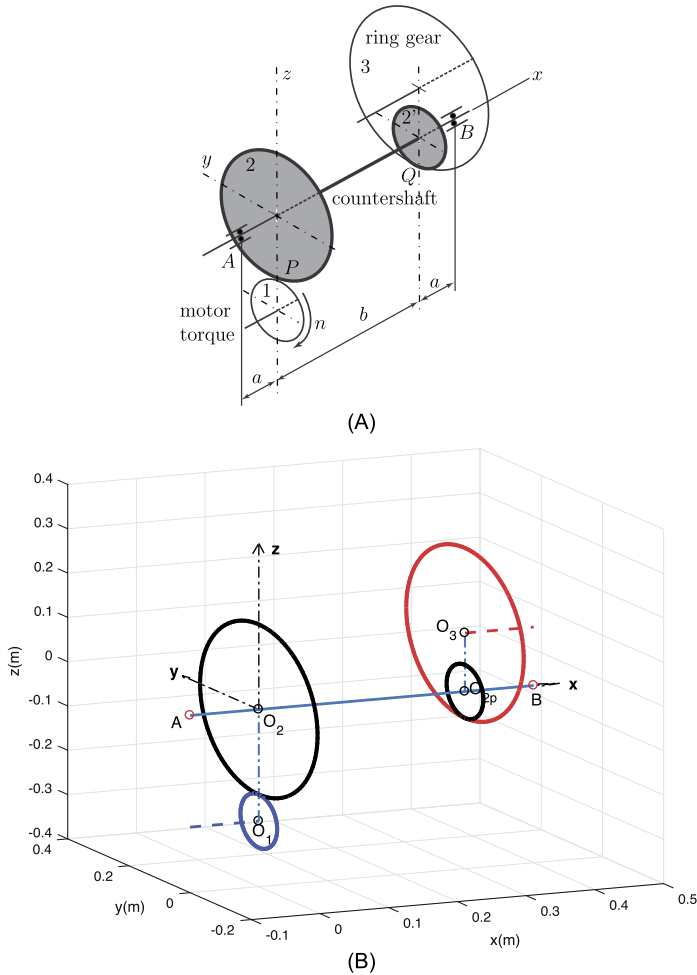 ring gear
3
z
x
2'
B
y
2
Q
countershaft
A
P
1
motor
torque
n
a
b
a
(A)
0.4
0.3
0.2
0.1
0
-0.1
-0.2
-0.3
-0.4
z(m)
z
O3
y
x
O2p
B
A
O2
O1
0.4
0.2
0
-0.2
y(m)
-0.1
0
0.1
0.2
0.3
0.4
0.5
x(m)
(B)